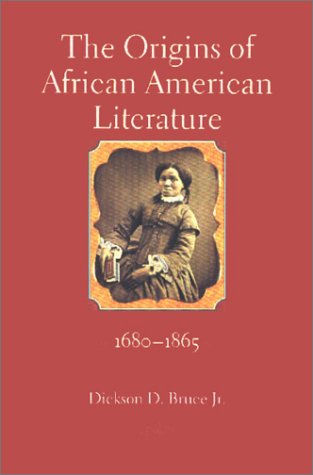 The Origins of
African American
Literature
1680–1865
Dickson D. Bruce Jr.